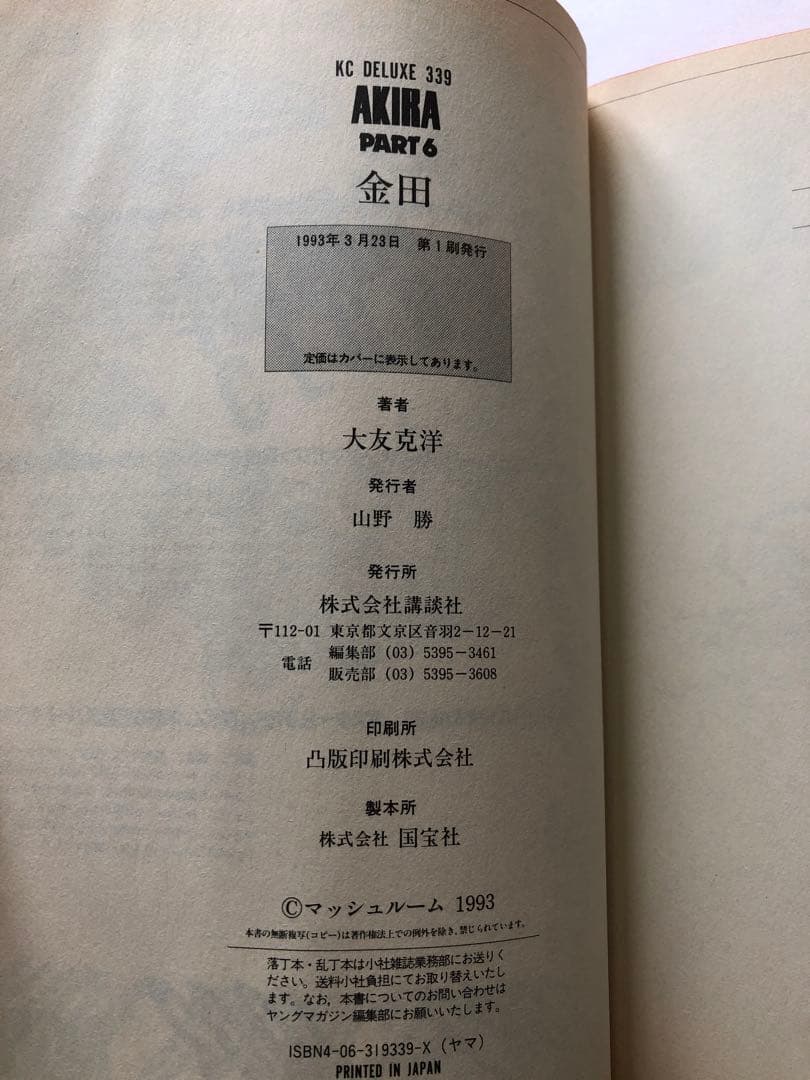 KC DELUXE 339
AKIRA
PART6
金田
1993年3月23日　第1刷発行
定価はカバーに表示してあります。
著者
大友克洋
発行者
山野　勝
発行所
株式会社講談社
〒112-01 東京都文京区音羽2-12-21
電話 編集部 (03) 5395-3461
販売部 (03) 5395-3608
印刷所
凸版印刷株式会社
製本所
株式会社 国宝社
©マッシュルーム 1993
本書の無断複写(コピー)は著作権法上での例外を除き,禁じられています。
落丁本・乱丁本は小社雑誌業務部にお送りく
ださい。送料小社負担にてお取り替えいたし
ます。なお,本書についてのお問い合わせは
ヤングマガジン編集部にお願いいたします。
ISBN4-06-319339-X (ヤマ)
PRINTED IN JAPAN